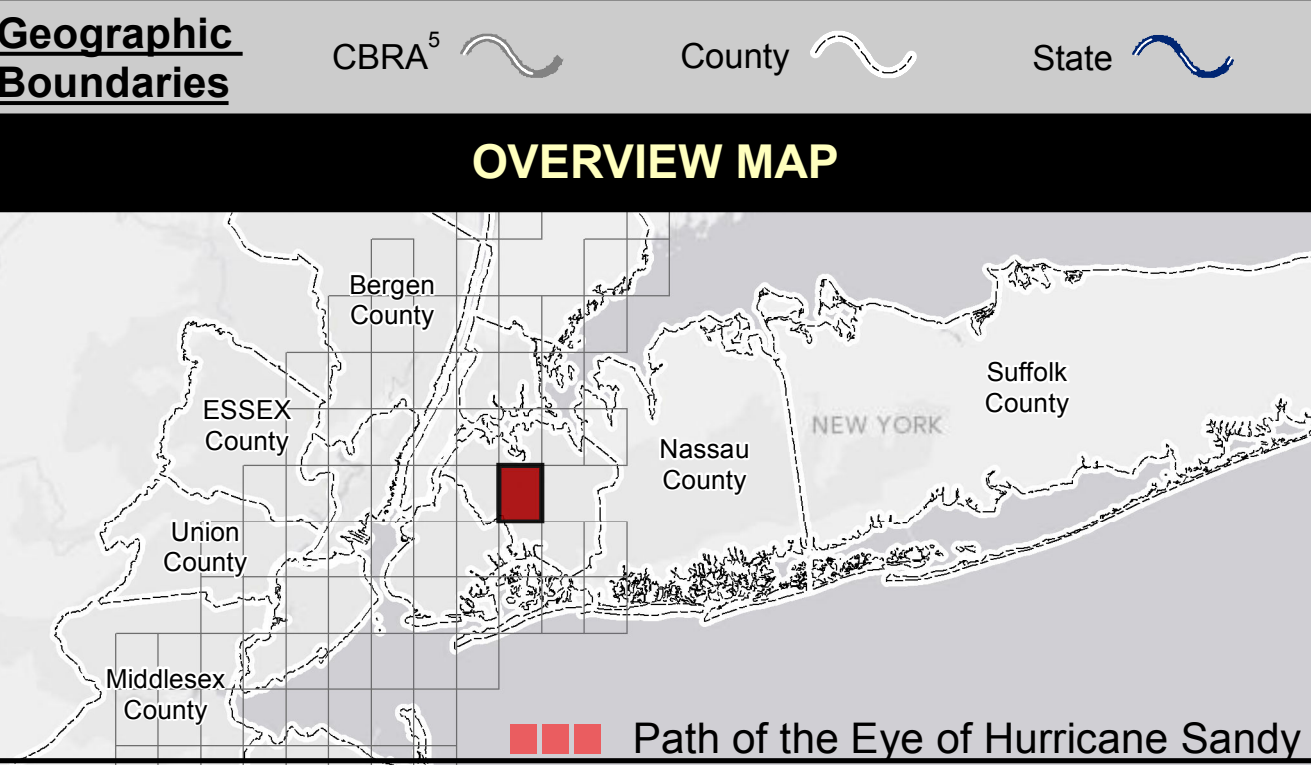 Geographic
Boundaries
CBRA5
County
State
OVERVIEW MAP
Bergen
County
Suffolk
County
ESSEX
County
NEW YORK
Nassau
County
Union
County
Middlesex
County
Path of the Eye of Hurricane Sandy